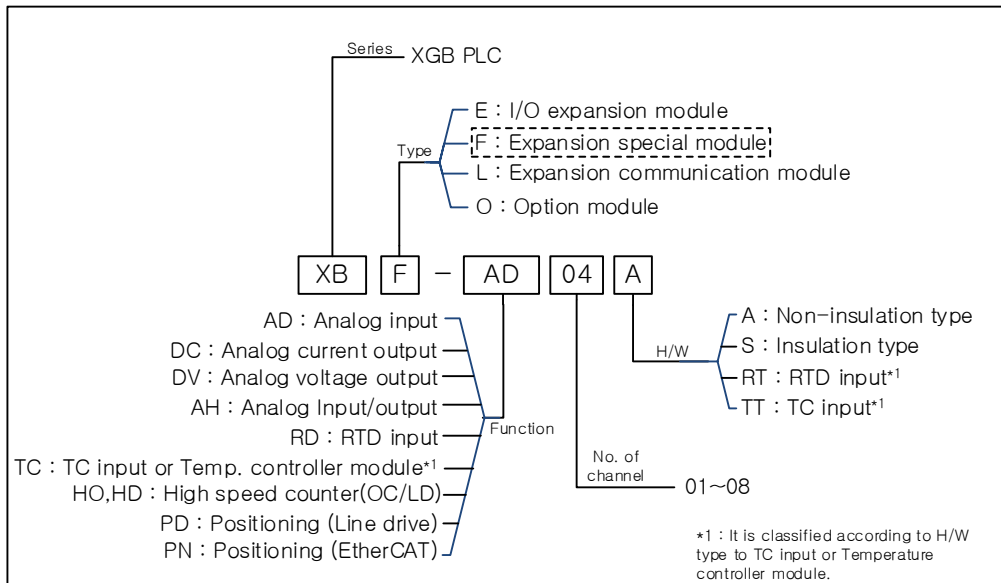 Series
XGB PLC
E : I/O expansion module
F : Expansion special module
Type
L : Expansion communication module
O : Option module
XB F - AD 04 A
AD : Analog input
DC : Analog current output
DV : Analog voltage output
AH : Analog Input/output
RD : RTD input
TC : TC input or Temp. controller module*1
HO,HD : High speed counter(OC/LD)
PD : Positioning (Line drive)
PN : Positioning (EtherCAT)
Function
A : Non-insulation type
S : Insulation type
H/W
RT : RTD input*1
TT : TC input*1
No. of
channel
01~08
*1 : It is classified according to H/W
type to TC input or Temperature
controller module.